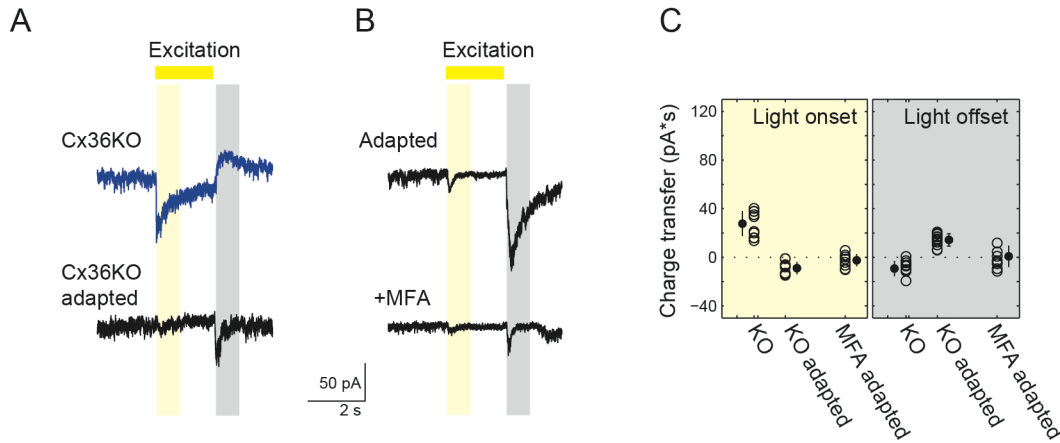 A
Excitation
Cx36KO
Cx36KO
adapted
50 pA
2 s
B
Excitation
Adapted
+MFA
C
Charge transfer (pA*s)
120
80
40
0
−40
Light onset
Light offset
KO
KO adapted
MFA adapted
KO
KO adapted
MFA adapted